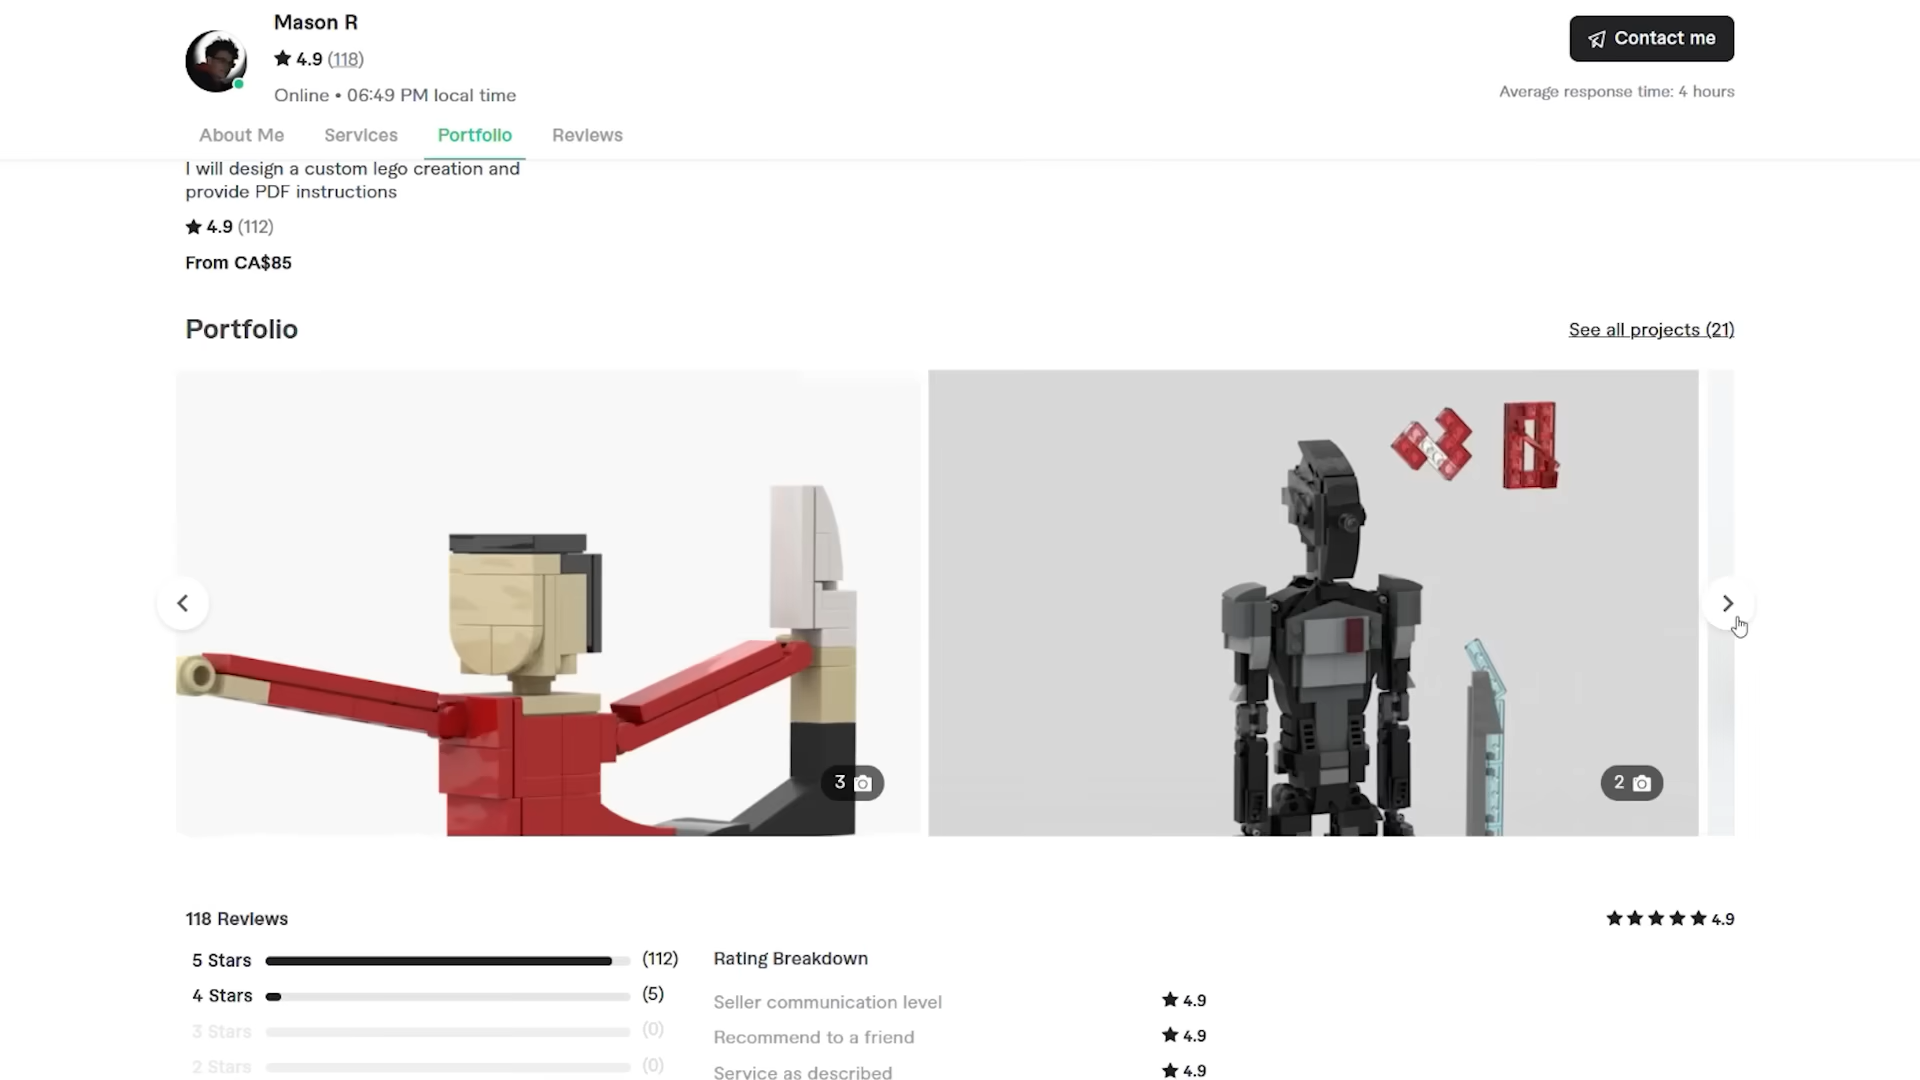 Mason R
4.9 (118)
Online • 06:49 PM local time
Contact me
Average response time: 4 hours
About Me
Services
Portfolio
Reviews
I will design a custom lego creation and
provide PDF instructions
4.9 (112)
From CA$85
Portfolio
See all projects (21)
3
2
118 Reviews
4.9
5 Stars
(112)
4 Stars
(5)
3 Stars
(0)
2 Stars
(0)
Rating Breakdown
Seller communication level
4.9
Recommend to a friend
4.9
Service as described
4.9